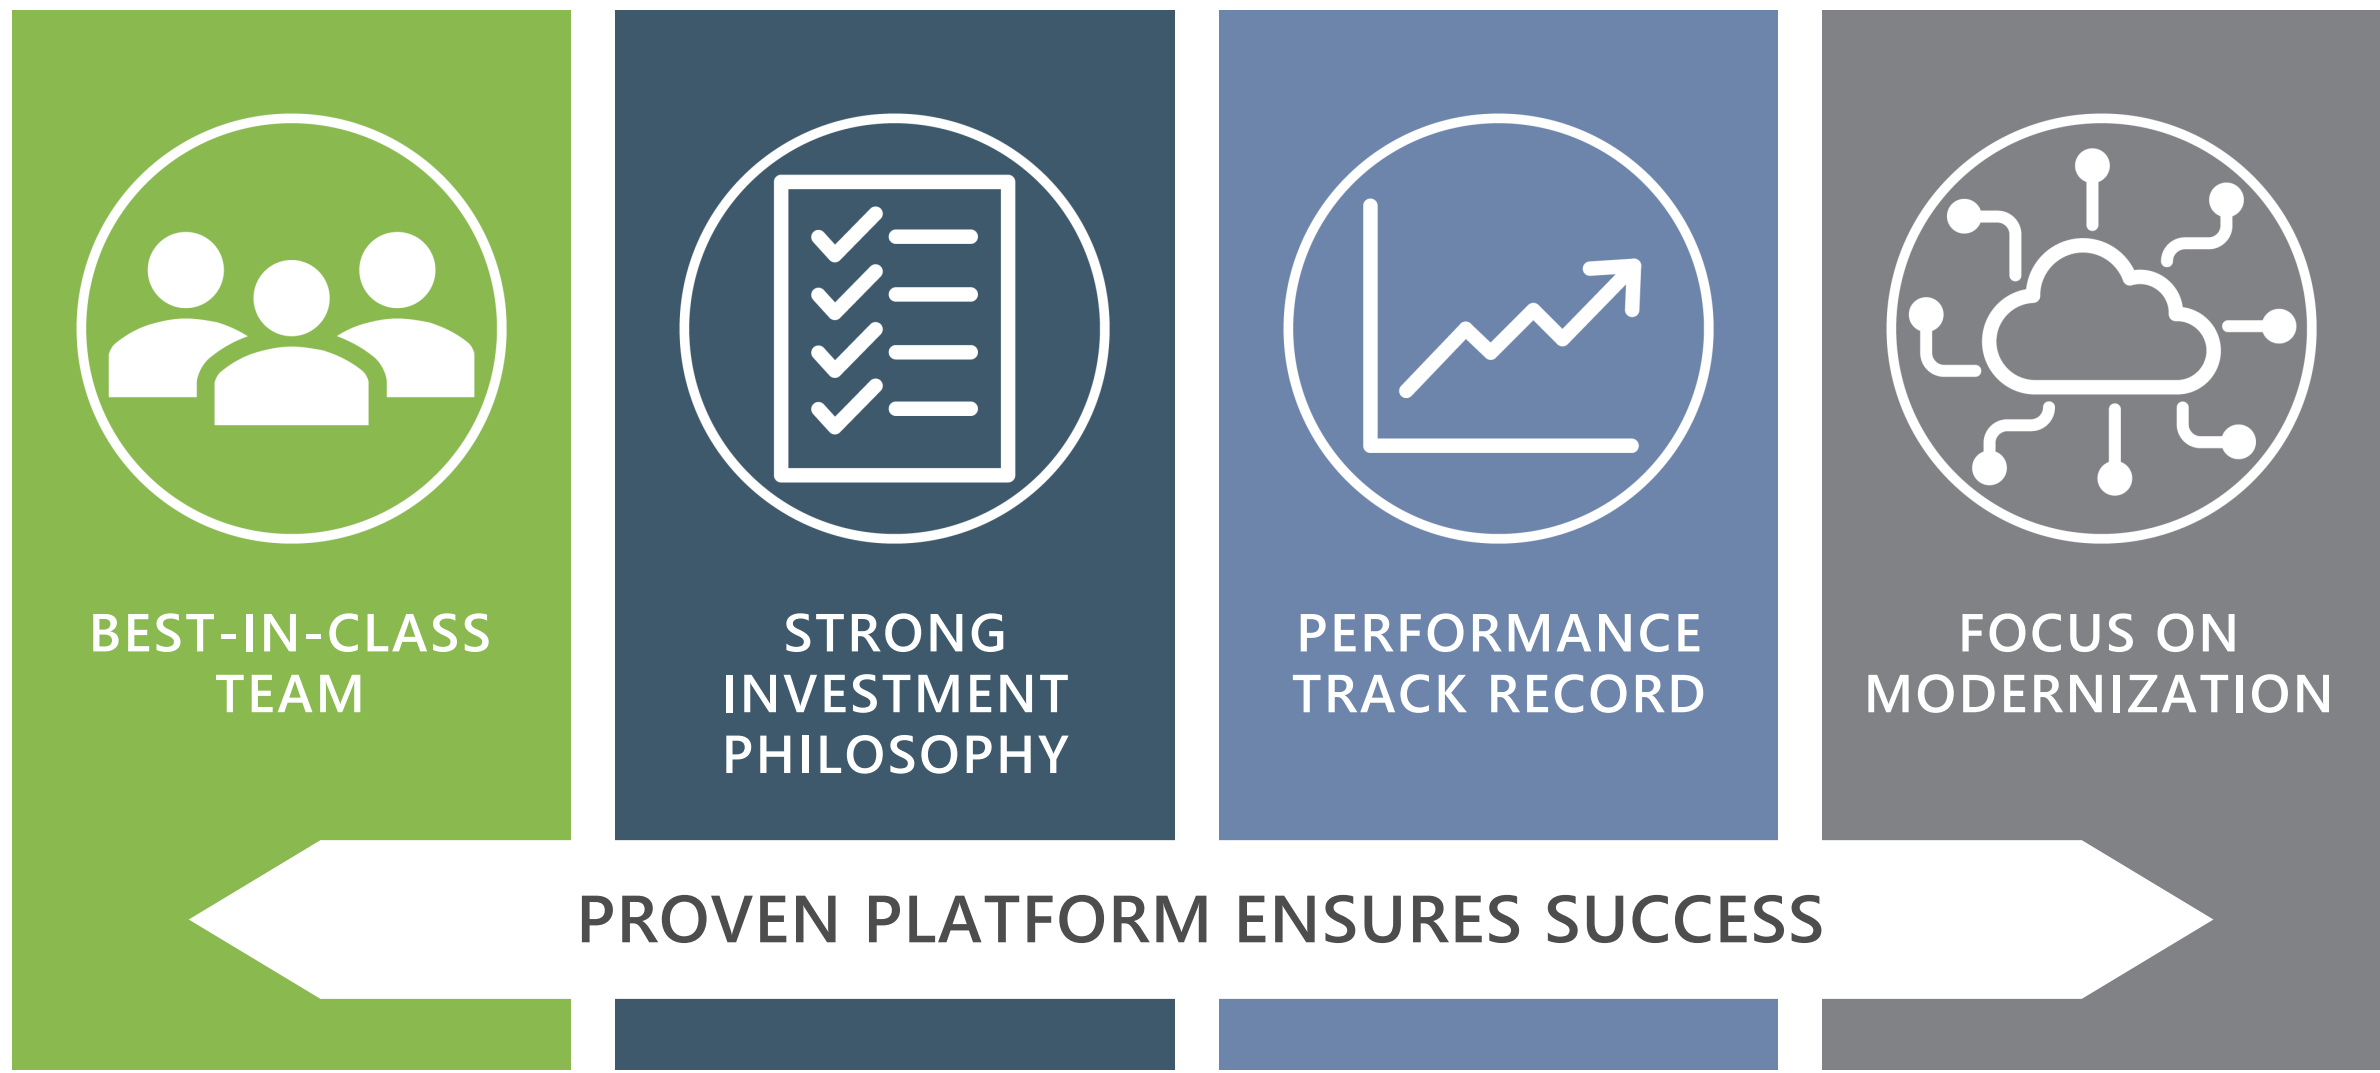 BEST-IN-CLASS
TEAM
STRONG
INVESTMENT
PHILOSOPHY
PERFORMANCE
TRACK RECORD
FOCUS ON
MODERNIZATION
PROVEN PLATFORM ENSURES SUCCESS